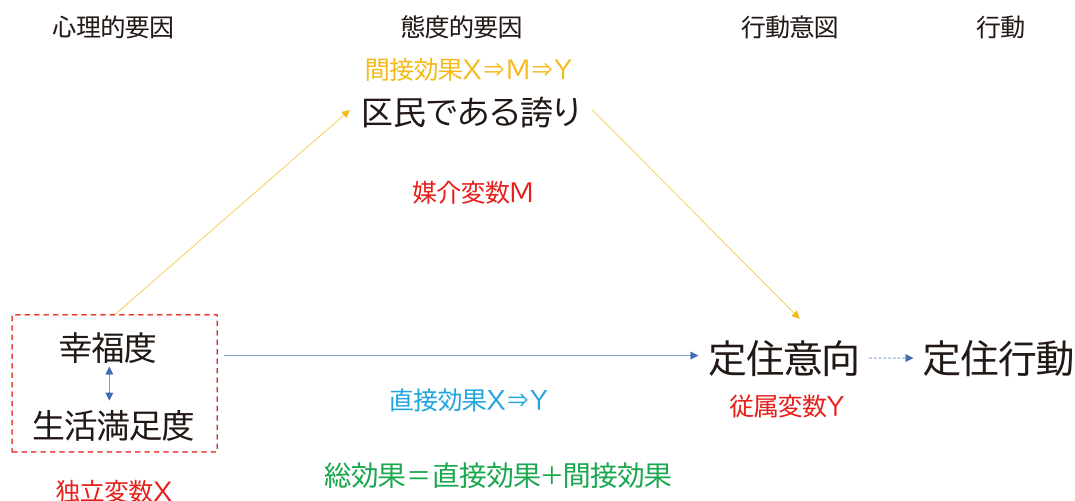 心理的要因
態度的要因
行動意図
行動
間接効果X⇒M⇒Y
区民である誇り
媒介変数M
幸福度
生活満足度
独立変数X
直接効果X⇒Y
定住意向
従属変数Y
定住行動
総効果＝直接効果+間接効果